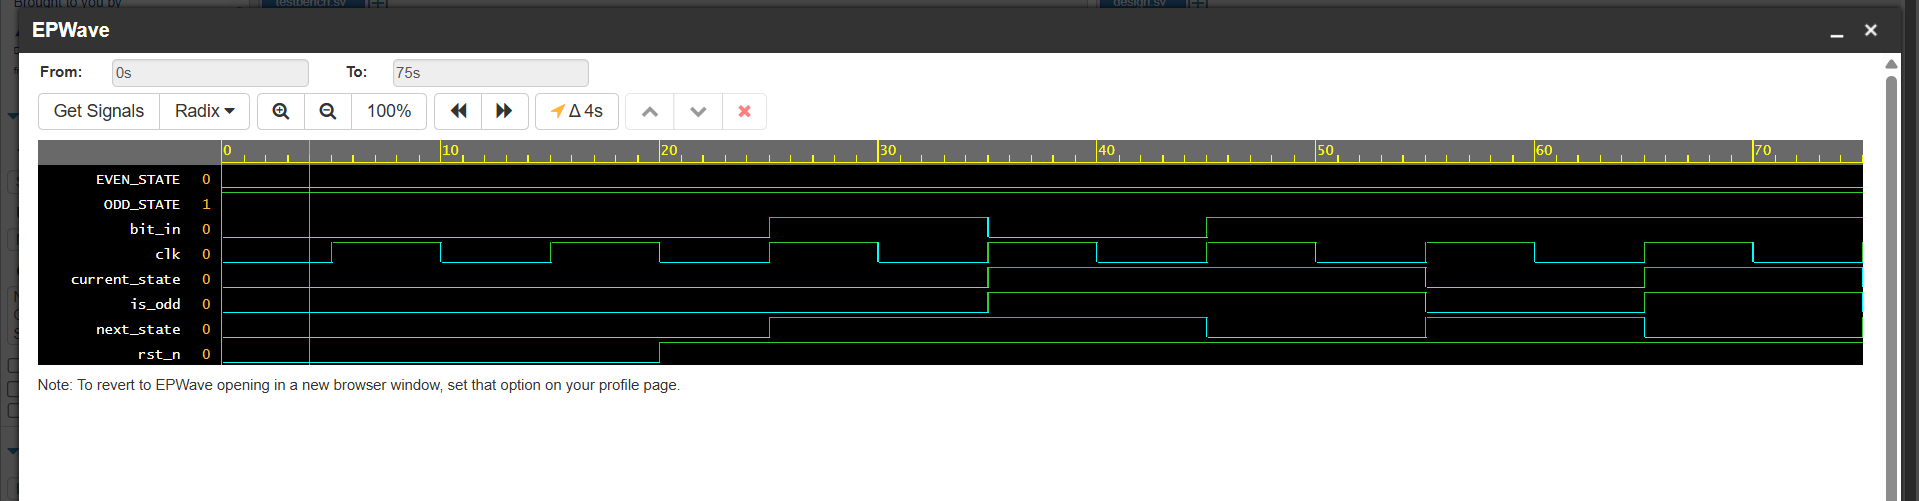 Brought to you by
testbench.sv
design.sv
EPWave
From: 0s To: 75s
Get Signals Radix 100% Δ 4s
0 10 20 30 40 50 60 70
EVEN_STATE 0
ODD_STATE 1
bit_in 0
clk 0
current_state 0
is_odd 0
next_state 0
rst_n 0
Note: To revert to EPWave opening in a new browser window, set that option on your profile page.